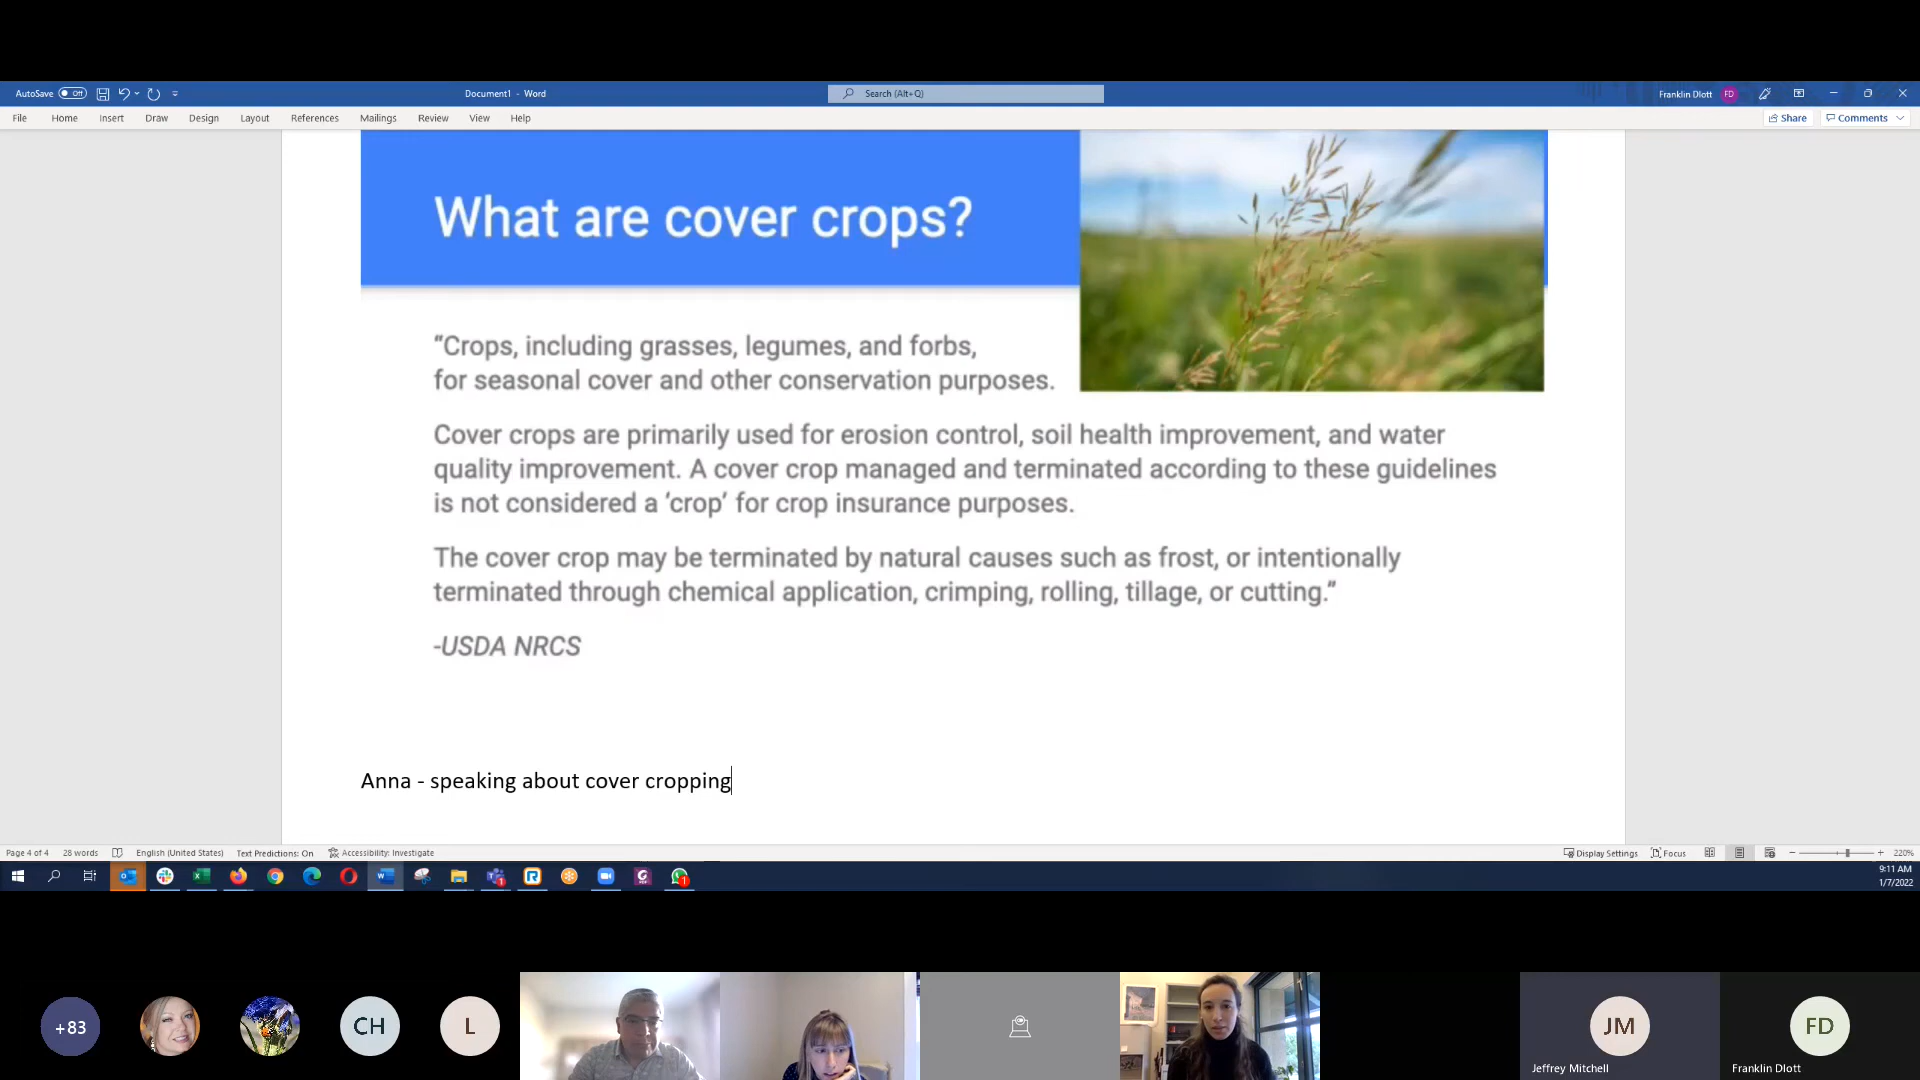 AutoSave Off
Document1 - Word
Search (Alt+Q)
Franklin Dlott FD
File Home Insert Draw Design Layout References Mailings Review View Help
Share Comments
What are cover crops?
“Crops, including grasses, legumes, and forbs,
for seasonal cover and other conservation purposes.
Cover crops are primarily used for erosion control, soil health improvement, and water
quality improvement. A cover crop managed and terminated according to these guidelines
is not considered a ‘crop’ for crop insurance purposes.
The cover crop may be terminated by natural causes such as frost, or intentionally
terminated through chemical application, crimping, rolling, tillage, or cutting.”
-USDA NRCS
Anna - speaking about cover cropping
Page 4 of 4 28 words English (United States) Text Predictions: On Accessibility: Investigate
Display Settings Focus 220%
9:11 AM
1/7/2022
+83
CH
L
JM
FD
Jeffrey Mitchell
Franklin Dlott